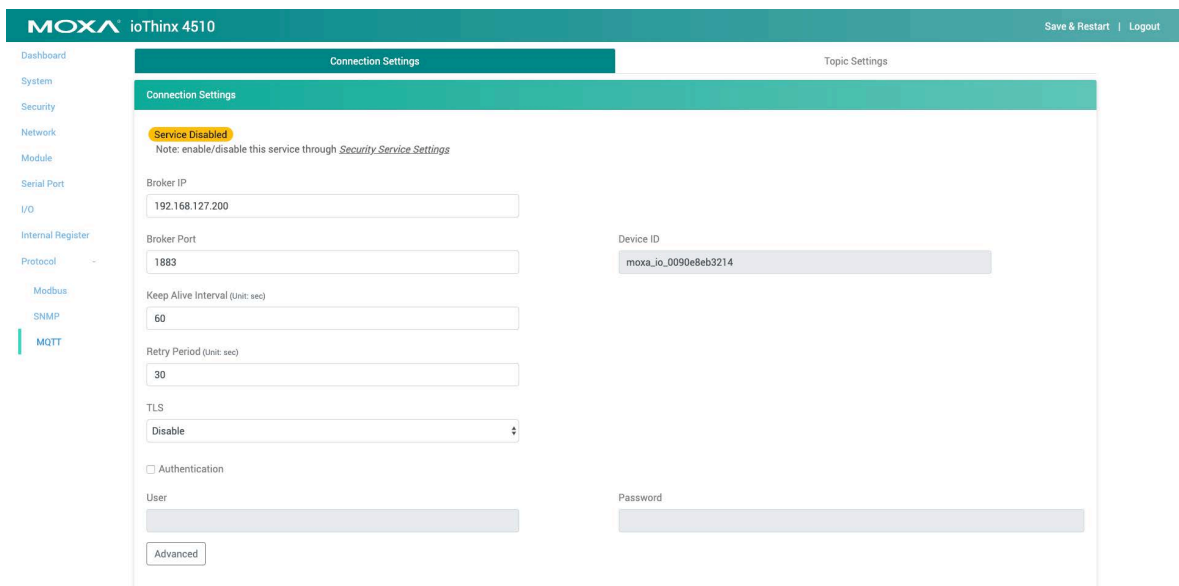 MOXA ioThinx 4510
Save & Restart | Logout
Dashboard
System
Security
Network
Module
Serial Port
I/O
Internal Register
Protocol -
Modbus
SNMP
MQTT
Connection Settings
Topic Settings
Connection Settings
Service Disabled
Note: enable/disable this service through Security Service Settings
Broker IP
192.168.127.200
Broker Port
1883
Device ID
moxa_io_0090e8eb3214
Keep Alive Interval (Unit: sec)
60
Retry Period (Unit: sec)
30
TLS
Disable
Authentication
User
Password
Advanced